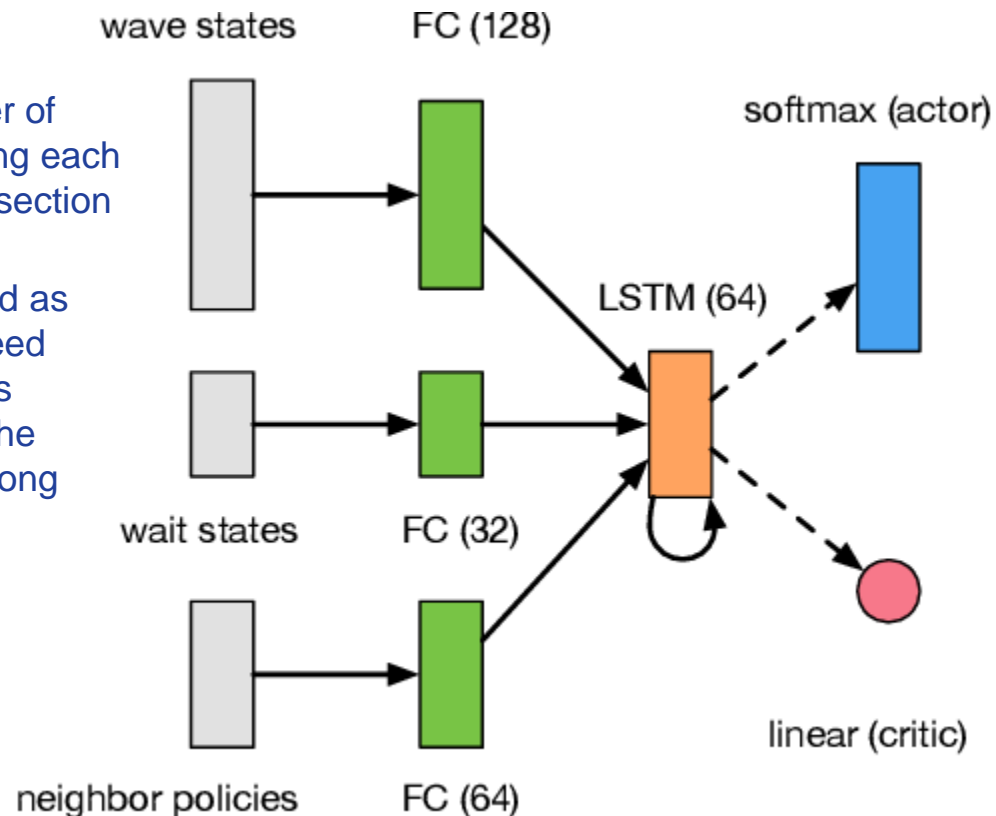 wave states
FC (128)
er of
ng each
section
d as
eed
s
he
ong
softmax (actor)
LSTM (64)
wait states
FC (32)
linear (critic)
neighbor policies
FC (64)